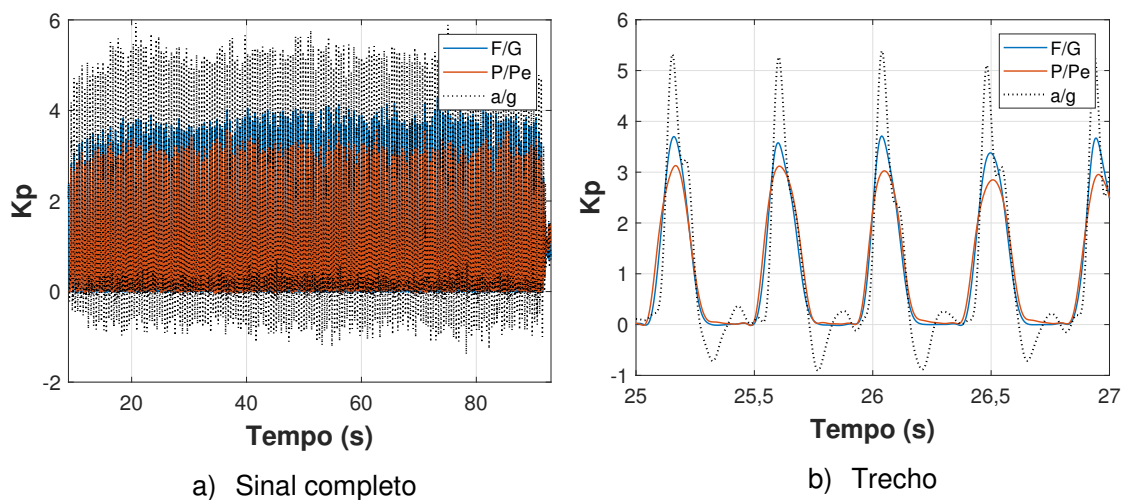 6
4
2
0
-2
20
40
60
80
Kp
Tempo (s)
F/G
P/Pe
a/g
a) Sinal completo
6
5
4
3
2
1
0
-1
25
25,5
26
26,5
27
Kp
Tempo (s)
F/G
P/Pe
a/g
b) Trecho